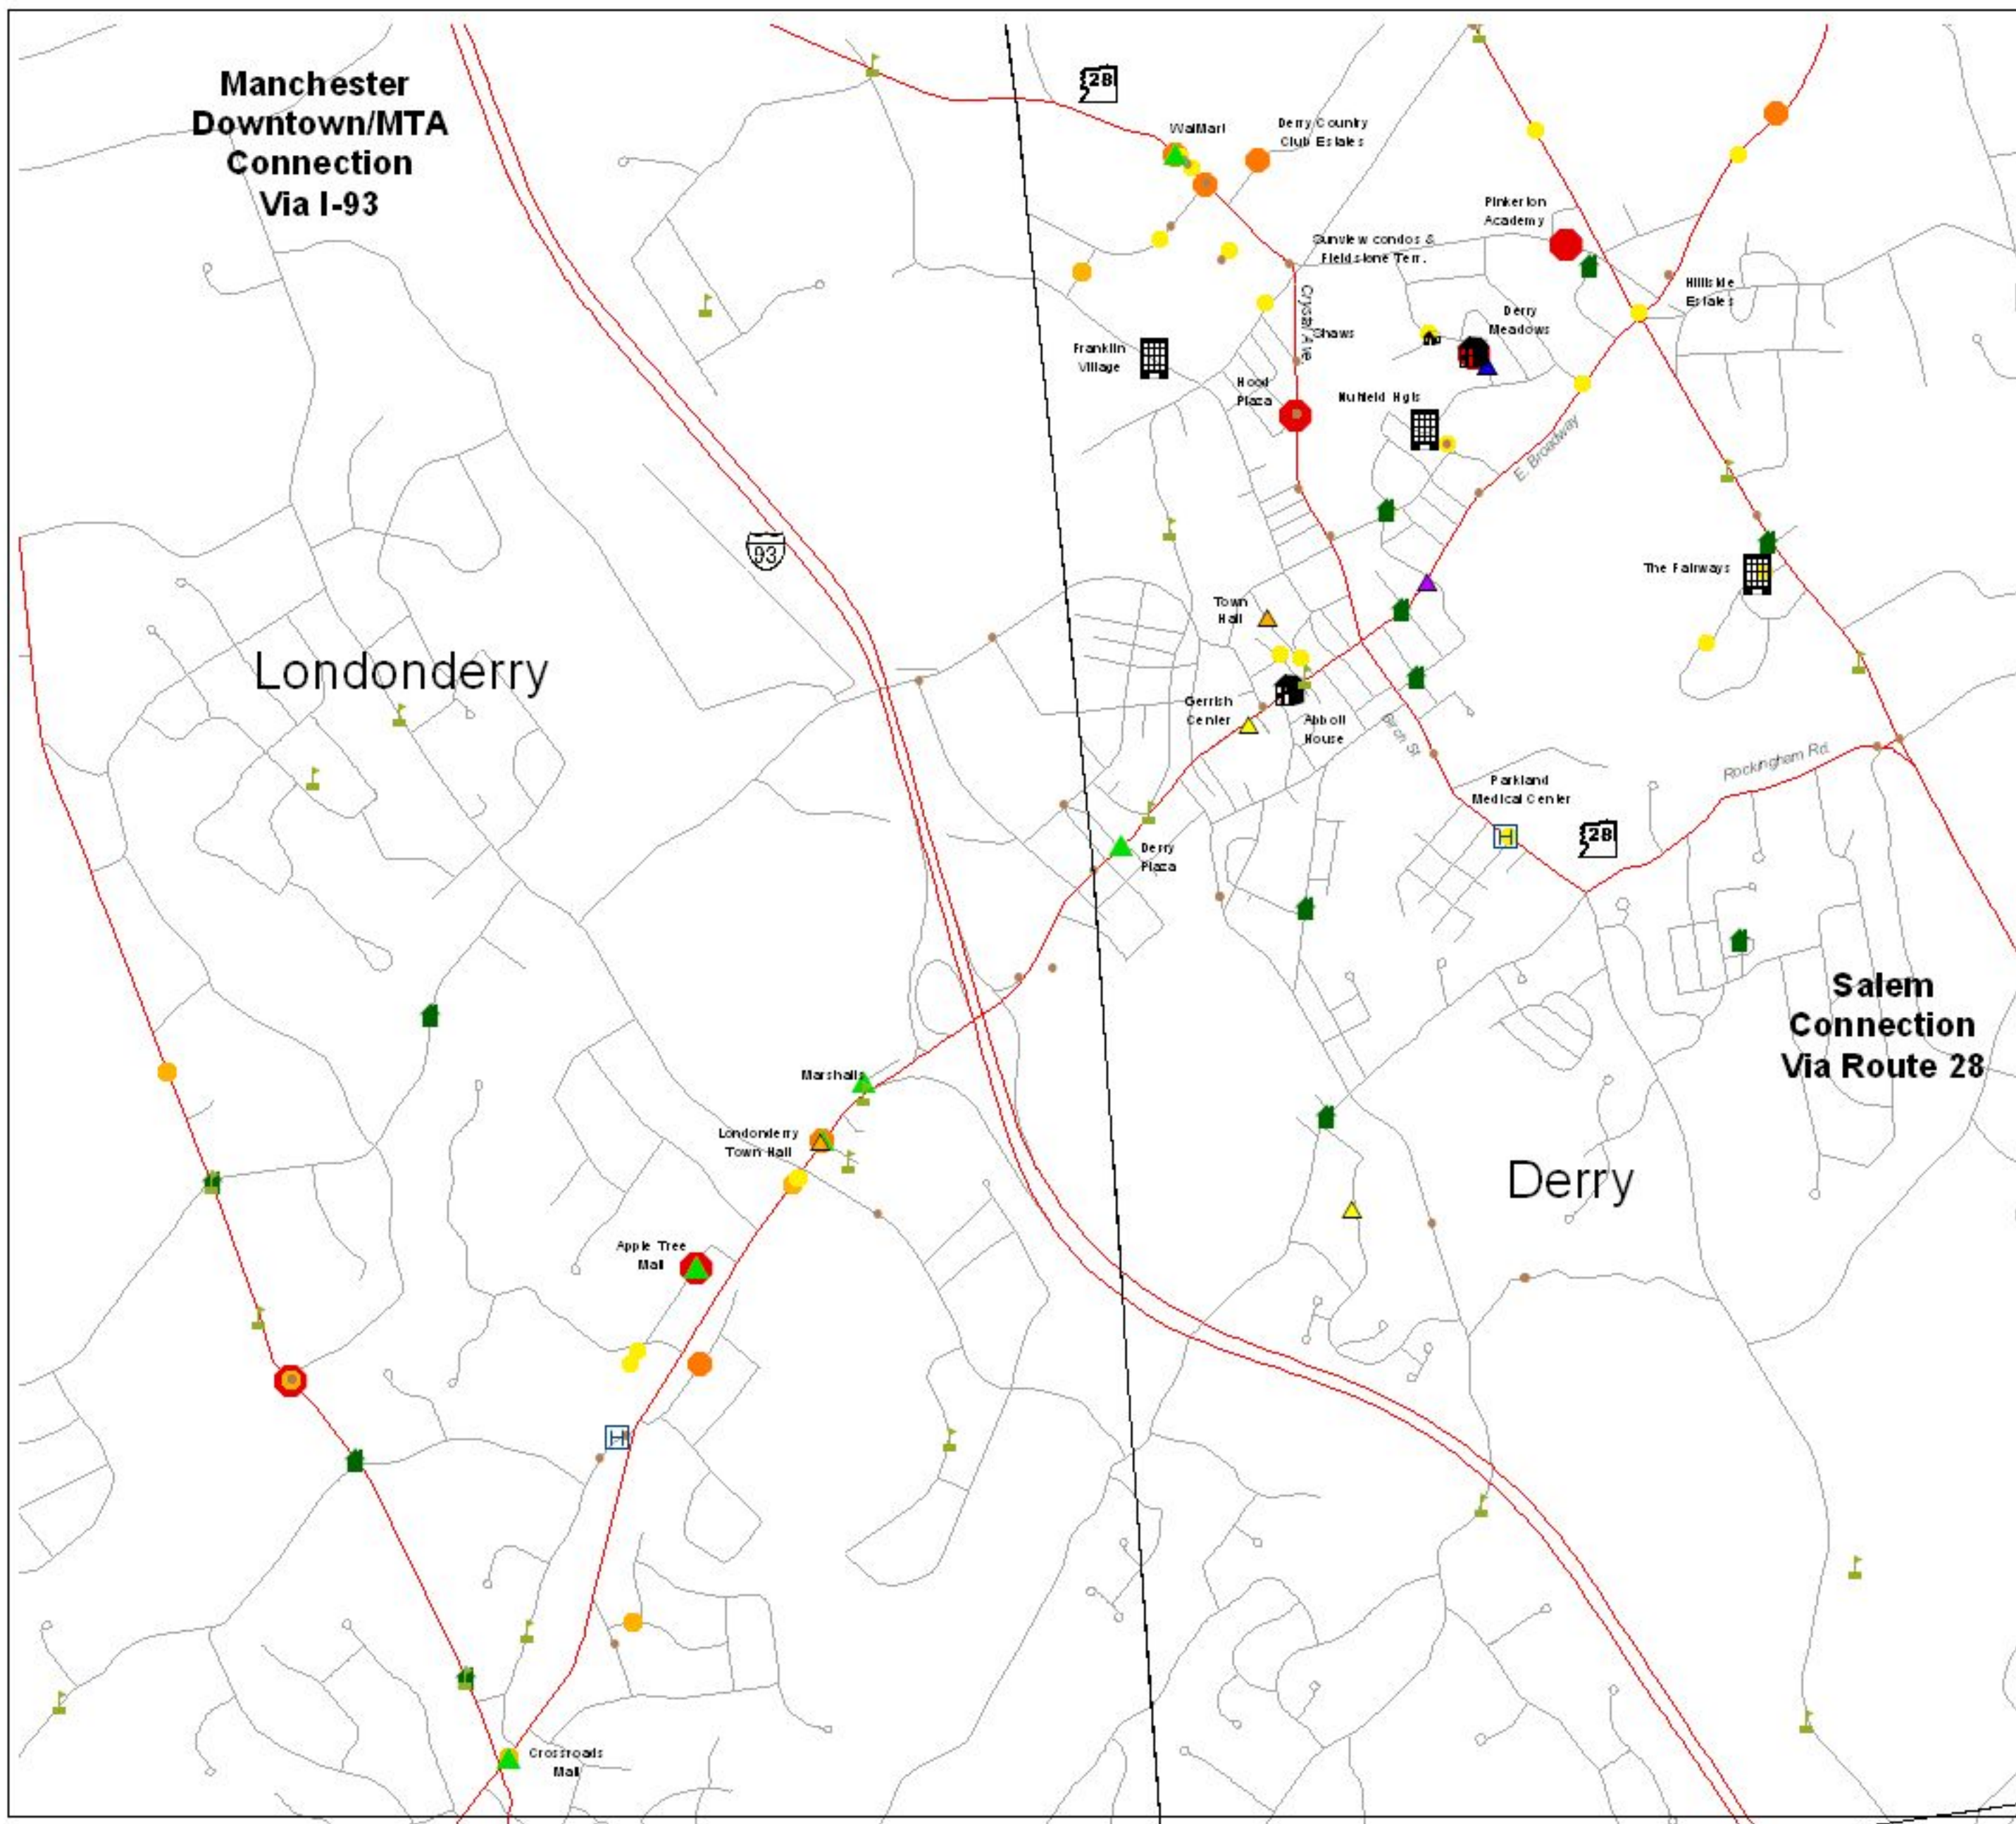 Manchester
Downtown/MTA
Connection
Via I-93
28
WalMart
Derry Country
Club Estates
Pinkerton
Academy
Sunview condos &
Fieldstone Terr.
Hillside
Estates
Crystal Ave.
Shaws
Derry
Meadows
Franklin
Village
Hood
Plaza
Nutfield Hgts
E. Broadway
93
The Fairways
Town
Hall
Londonderry
Gerrish
Center
Abbott
House
Birch St
Rockingham Rd.
Parkland
Medical Center
H
28
Derry
Plaza
Salem
Connection
Via Route 28
Marshalls
Londonderry
Town Hall
Derry
Apple Tree
Mall
H
Crossroads
Mall